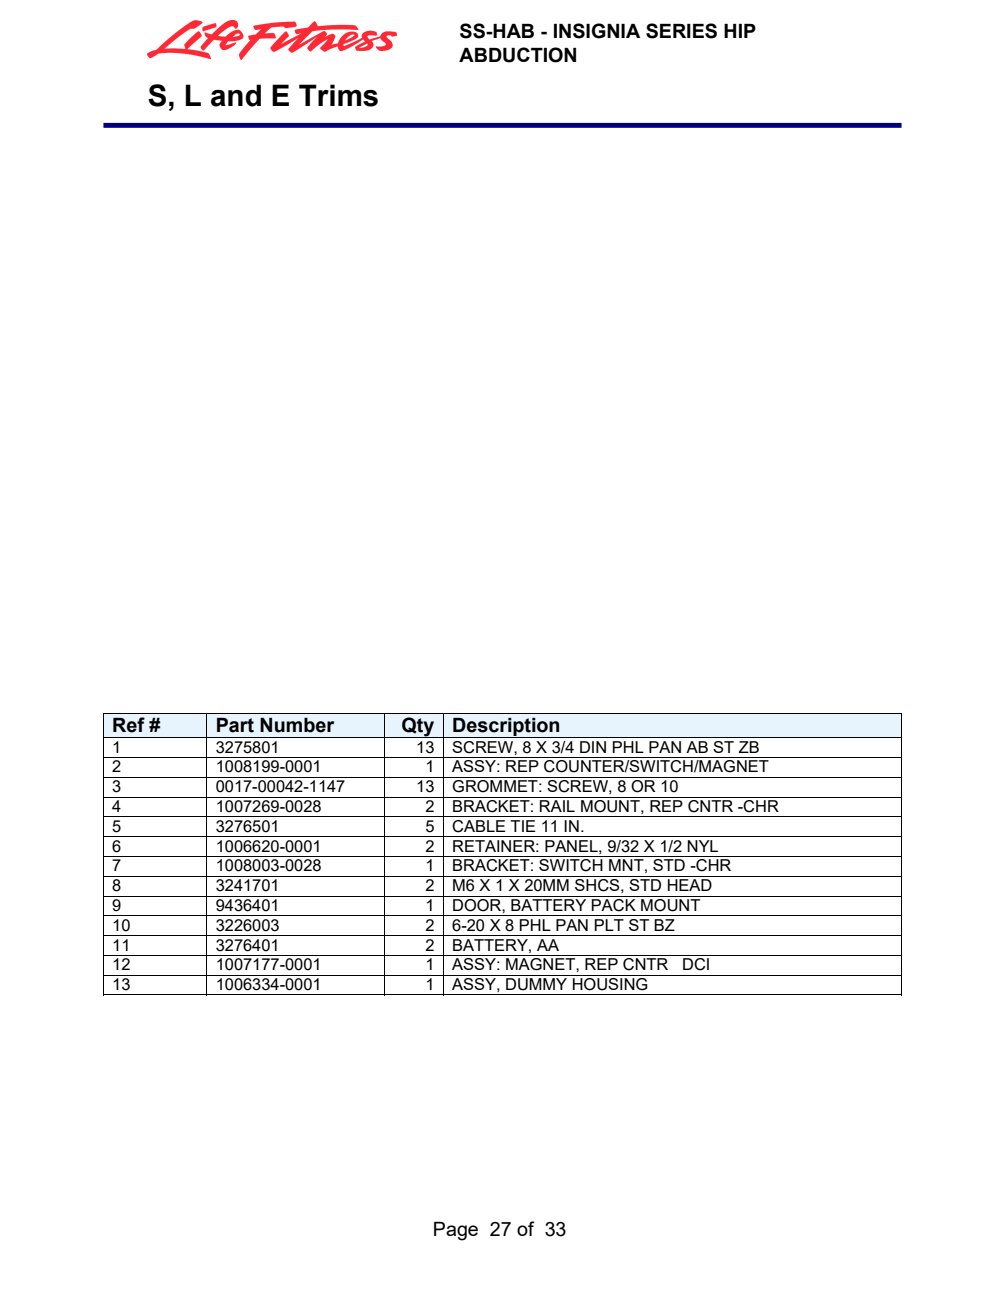 Life Fitness
SS-HAB - INSIGNIA SERIES HIP
ABDUCTION
S, L and E Trims
Ref # Part Number Qty Description
1 3275801 13 SCREW, 8 X 3/4 DIN PHL PAN AB ST ZB
2 1008199-0001 1 ASSY: REP COUNTER/SWITCH/MAGNET
3 0017-00042-1147 13 GROMMET: SCREW, 8 OR 10
4 1007269-0028 2 BRACKET: RAIL MOUNT, REP CNTR -CHR
5 3276501 5 CABLE TIE 11 IN.
6 1006620-0001 2 RETAINER: PANEL, 9/32 X 1/2 NYL
7 1008003-0028 1 BRACKET: SWITCH MNT, STD -CHR
8 3241701 2 M6 X 1 X 20MM SHCS, STD HEAD
9 9436401 1 DOOR, BATTERY PACK MOUNT
10 3226003 2 6-20 X 8 PHL PAN PLT ST BZ
11 3276401 2 BATTERY, AA
12 1007177-0001 1 ASSY: MAGNET, REP CNTR DCI
13 1006334-0001 1 ASSY, DUMMY HOUSING
Page 27 of 33